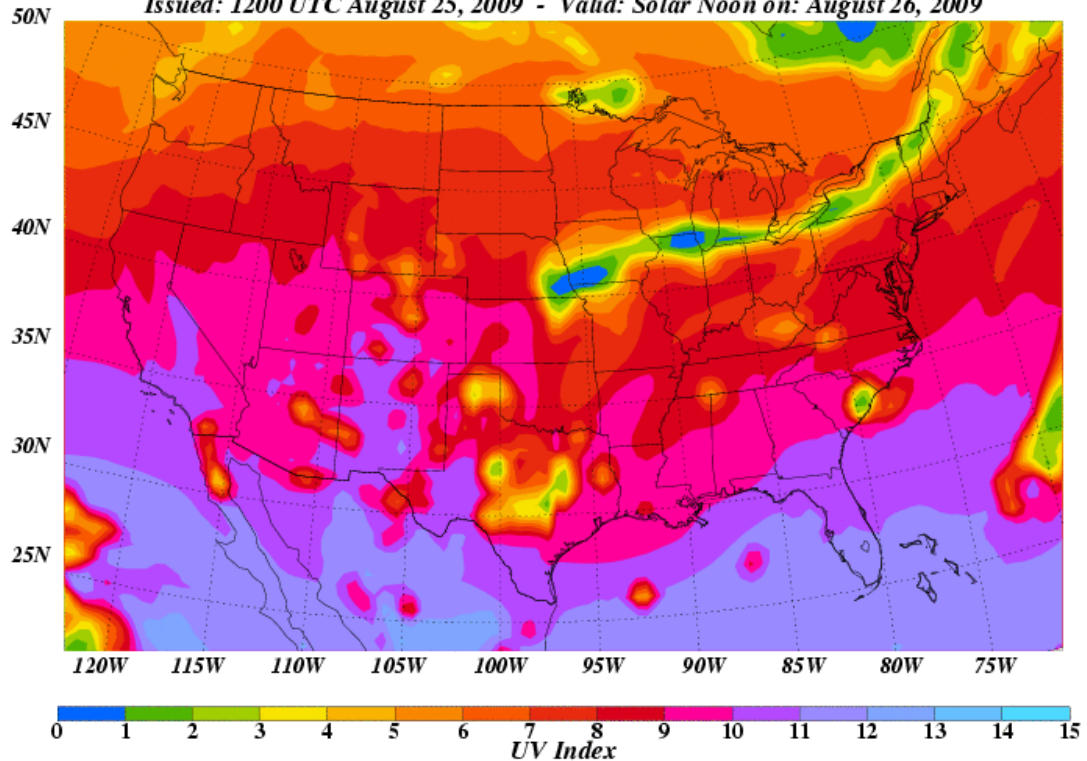 Issued: 1200 UTC August 25, 2009 - Valid: Solar Noon on: August 26, 2009
50N
45N
40N
35N
30N
25N
120W 115W 110W 105W 100W 95W 90W 85W 80W 75W
0 1 2 3 4 5 6 7 8 9 10 11 12 13 14 15
UV Index